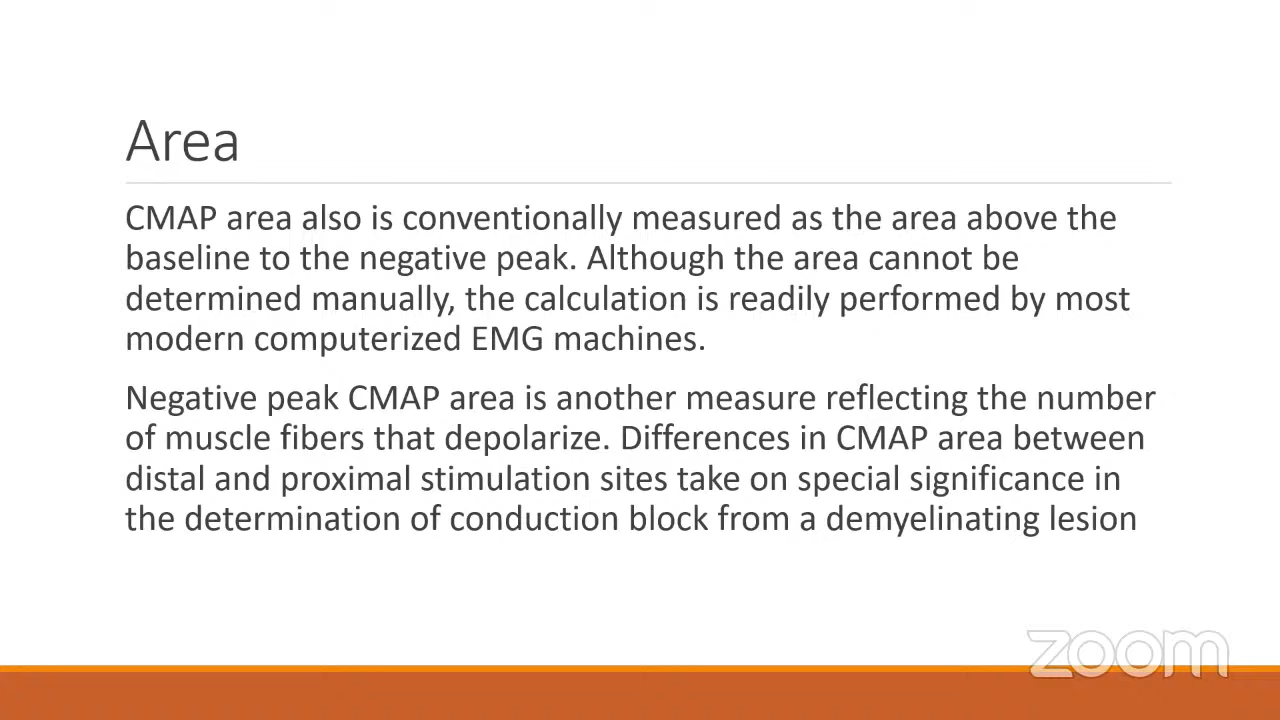 Area
CMAP area also is conventionally measured as the area above the
baseline to the negative peak. Although the area cannot be
determined manually, the calculation is readily performed by most
modern computerized EMG machines.
Negative peak CMAP area is another measure reflecting the number
of muscle fibers that depolarize. Differences in CMAP area between
distal and proximal stimulation sites take on special significance in
the determination of conduction block from a demyelinating lesion
zoom